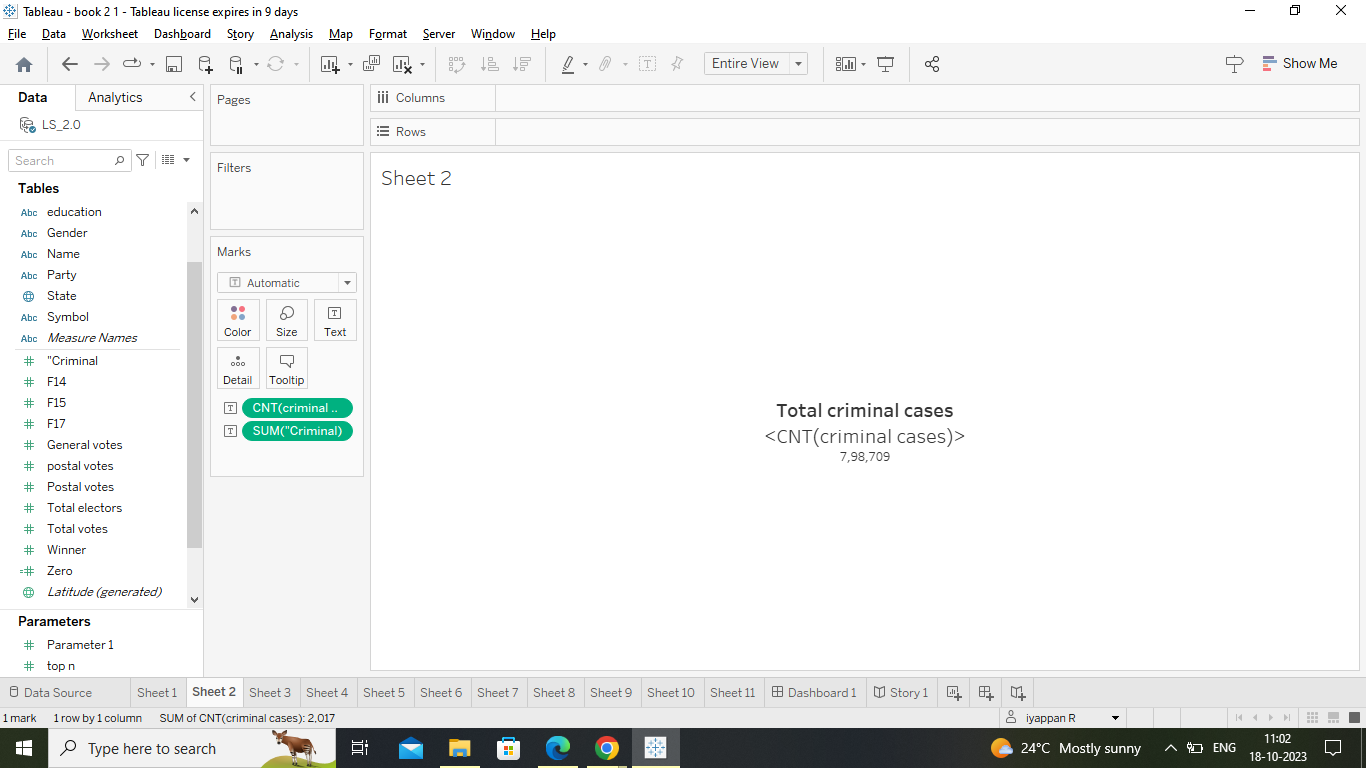 Tableau - book 2 1 - Tableau license expires in 9 days
File Data Worksheet Dashboard Story Analysis Map Format Server Window Help
Entire View
Show Me
Data Analytics
LS_2.0
Search
Tables
Abc education
Abc Gender
Abc Name
Abc Party
State
Abc Symbol
Abc Measure Names
"Criminal
F14
F15
F17
General votes
postal votes
Postal votes
Total electors
Total votes
Winner
Zero
Latitude (generated)
Parameters
Parameter 1
top n
Pages
Filters
Marks
Automatic
Color Size Text
Detail Tooltip
CNT(criminal ..
SUM("Criminal)
Columns
Rows
Sheet 2
Total criminal cases
<CNT(criminal cases)>
7,98,709
Data Source Sheet 1 Sheet 2 Sheet 3 Sheet 4 Sheet 5 Sheet 6 Sheet 7 Sheet 8 Sheet 9 Sheet 10 Sheet 11 Dashboard 1 Story 1
1 mark 1 row by 1 column SUM of CNT(criminal cases): 2,017 iyappan R
Type here to search
24°C Mostly sunny
ENG
11:02
18-10-2023